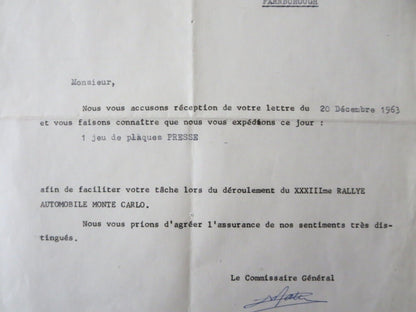 FARNBOROUGH
Monsieur,
Nous vous accusons réception de votre lettre du 20 Décembre 1963
et vous faisons connaître que nous vous expédions ce jour :
1 jeu de plaques PRESSE
afin de faciliter votre tâche lors du déroulement du XXXIIIme RALLYE
AUTOMOBILE MONTE CARLO.
Nous vous prions d'agréer l'assurance de nos sentiments très dis-
tingués.
Le Commissaire Général